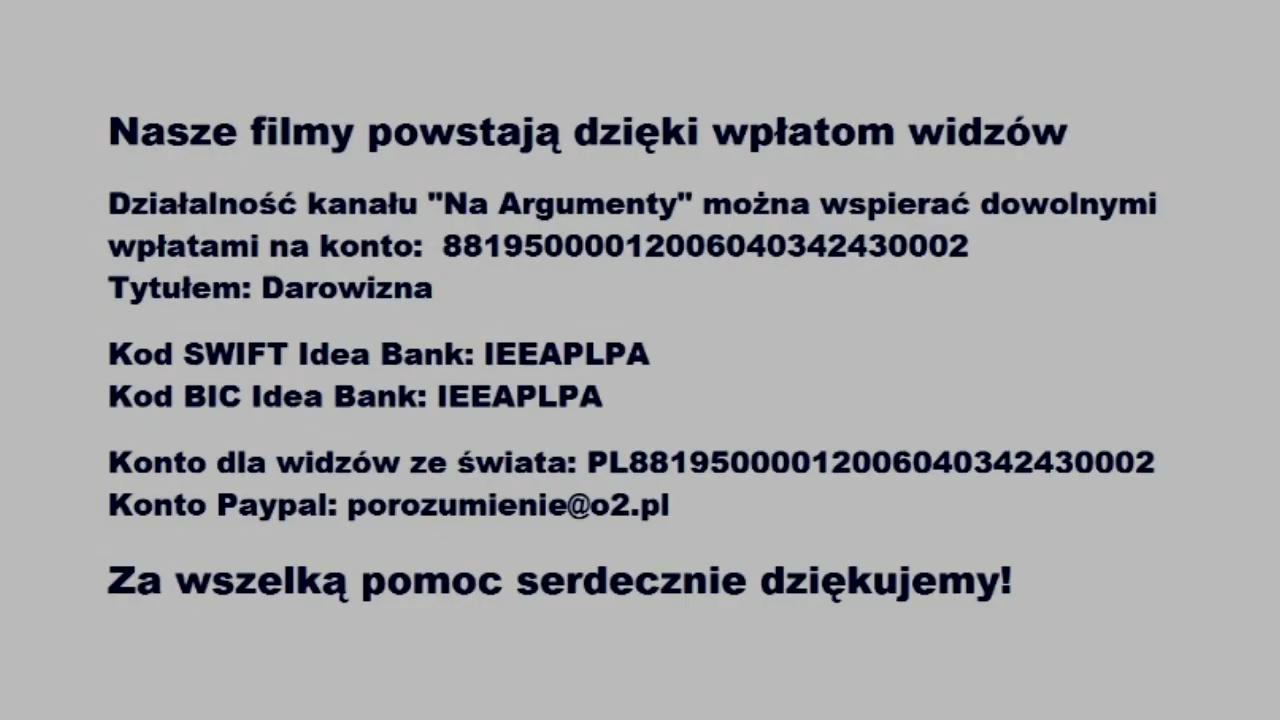 Nasze filmy powstają dzięki wpłatom widzów
Działalność kanału "Na Argumenty" można wspierać dowolnymi
wpłatami na konto: 88195000012006040342430002
Tytułem: Darowizna
Kod SWIFT Idea Bank: IEEAPLPA
Kod BIC Idea Bank: IEEAPLPA
Konto dla widzów ze świata: PL88195000012006040342430002
Konto Paypal: porozumienie@o2.pl
Za wszelką pomoc serdecznie dziękujemy!